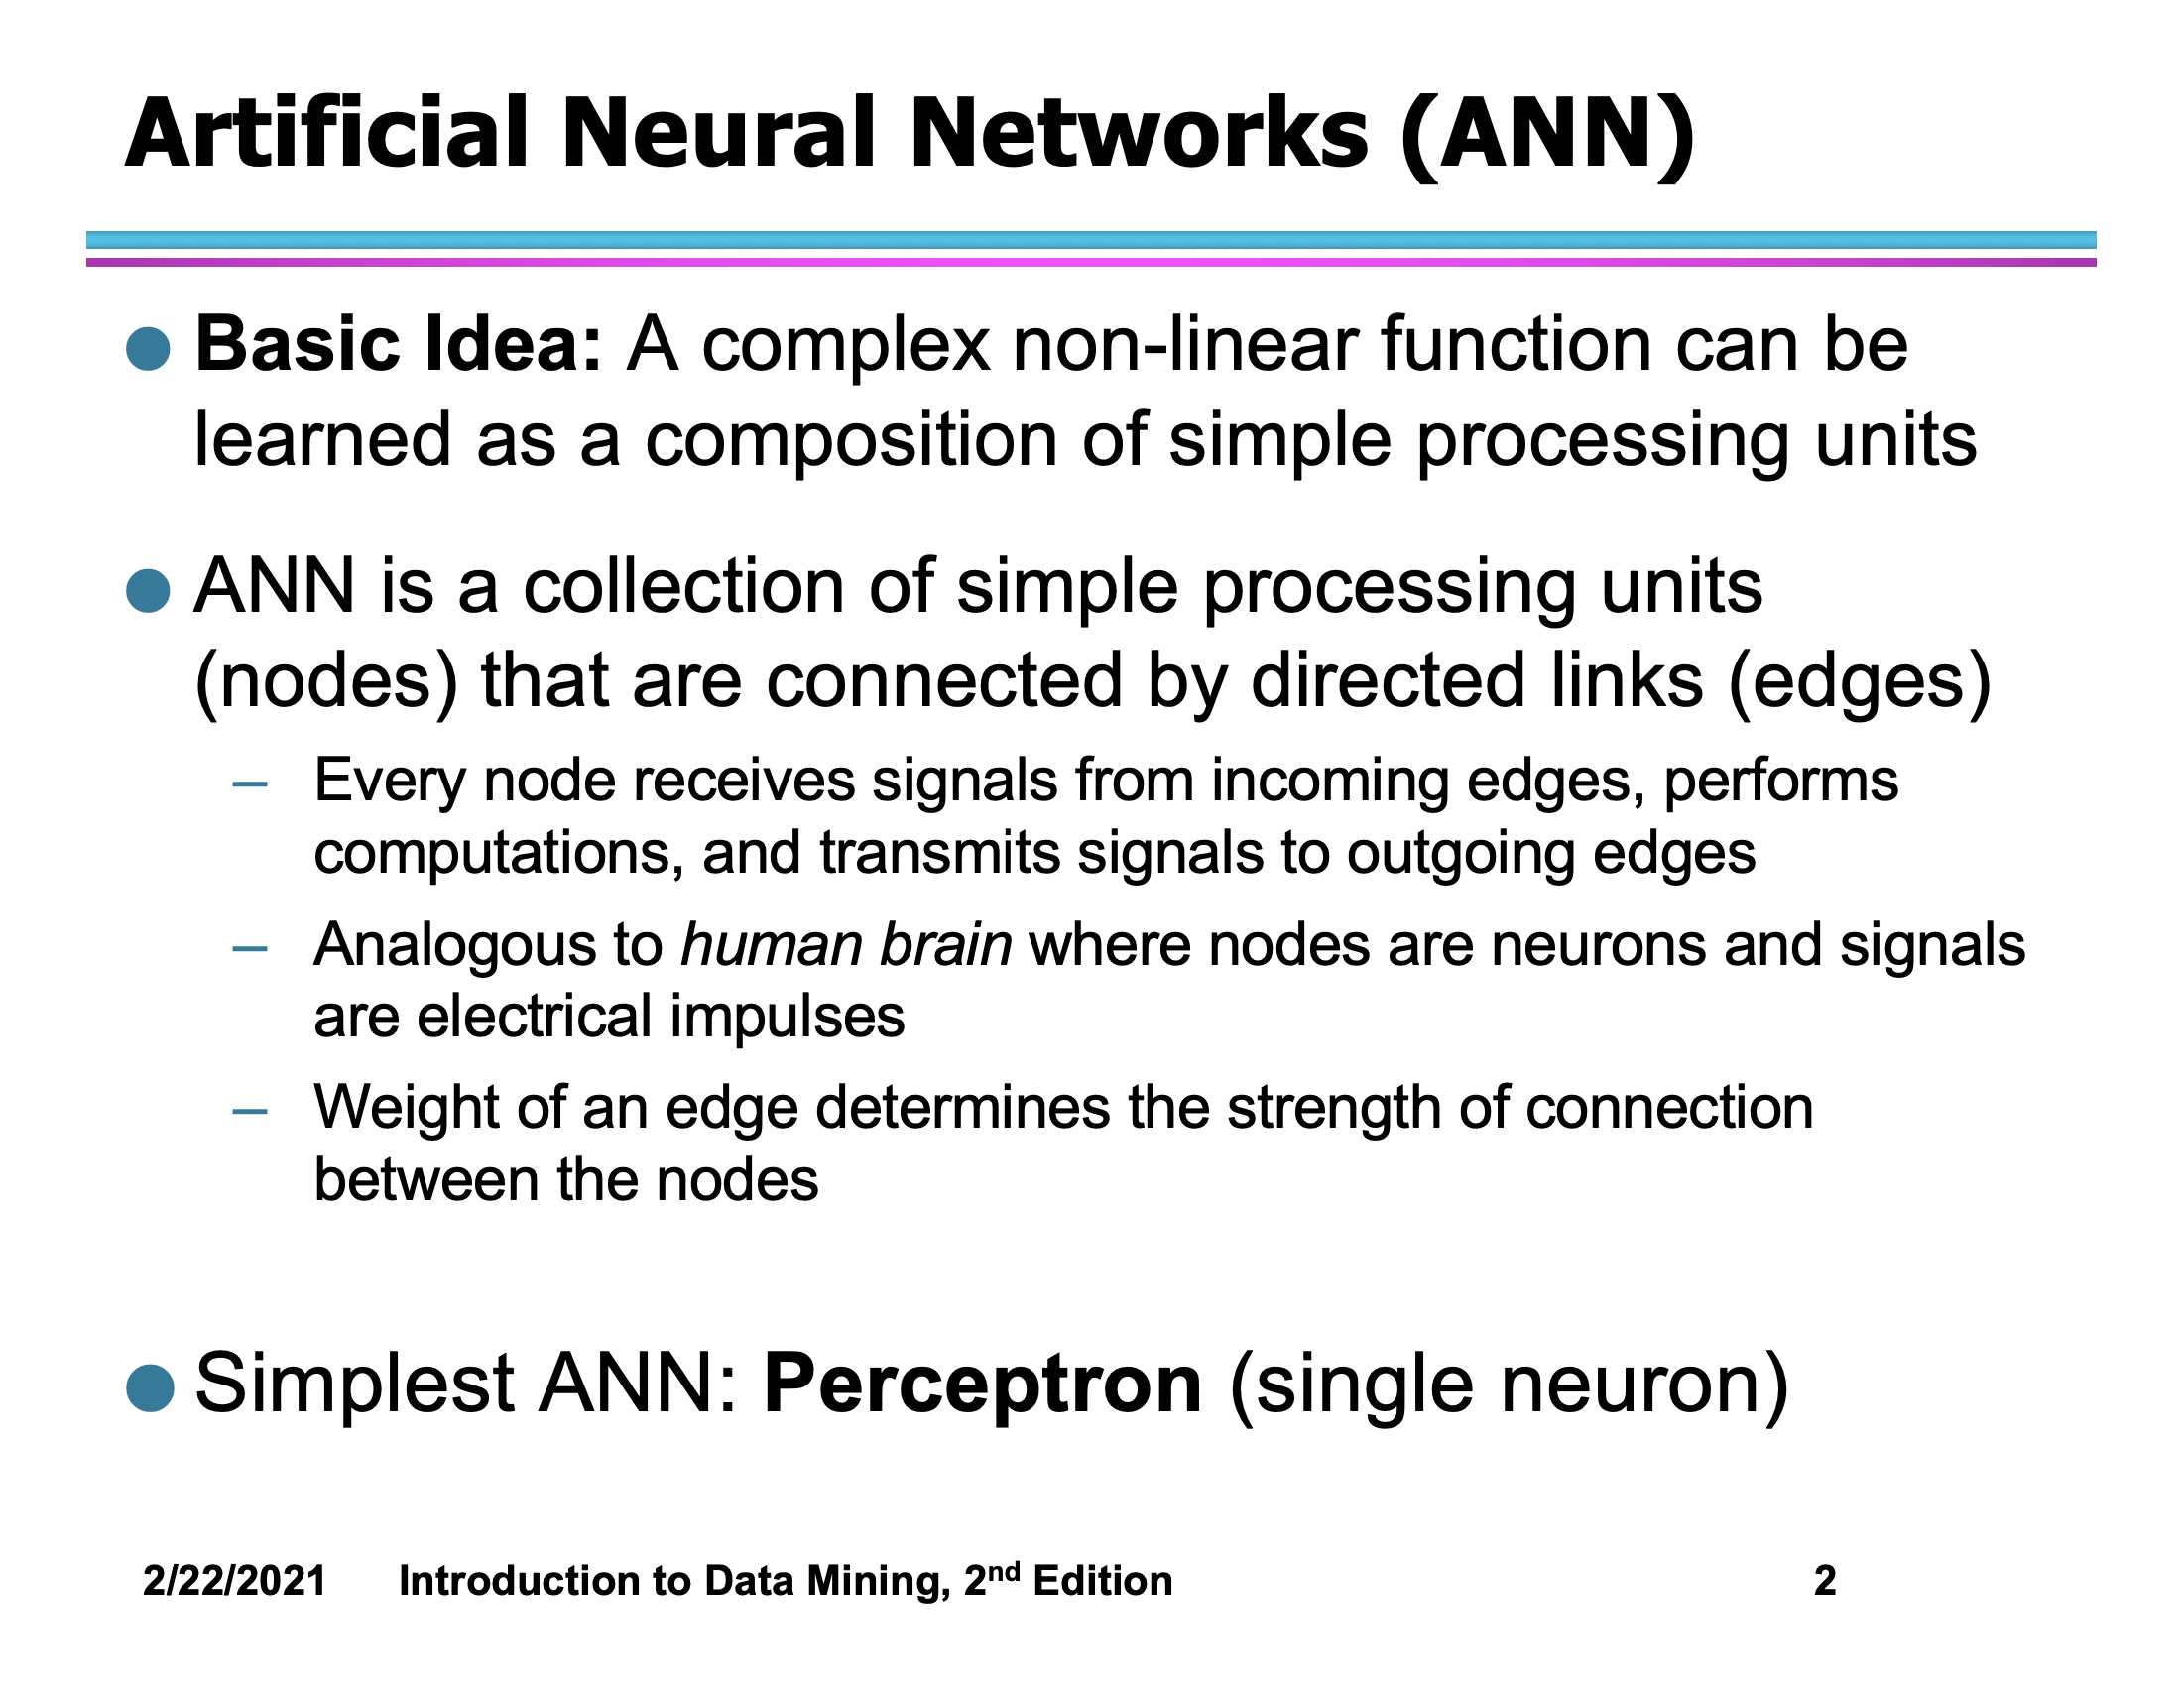 Artificial Neural Networks (ANN)
● Basic Idea: A complex non-linear function can be
learned as a composition of simple processing units
● ANN is a collection of simple processing units
(nodes) that are connected by directed links (edges)
– Every node receives signals from incoming edges, performs
computations, and transmits signals to outgoing edges
– Analogous to human brain where nodes are neurons and signals
are electrical impulses
– Weight of an edge determines the strength of connection
between the nodes
● Simplest ANN: Perceptron (single neuron)
2/22/2021 Introduction to Data Mining, 2nd Edition 2